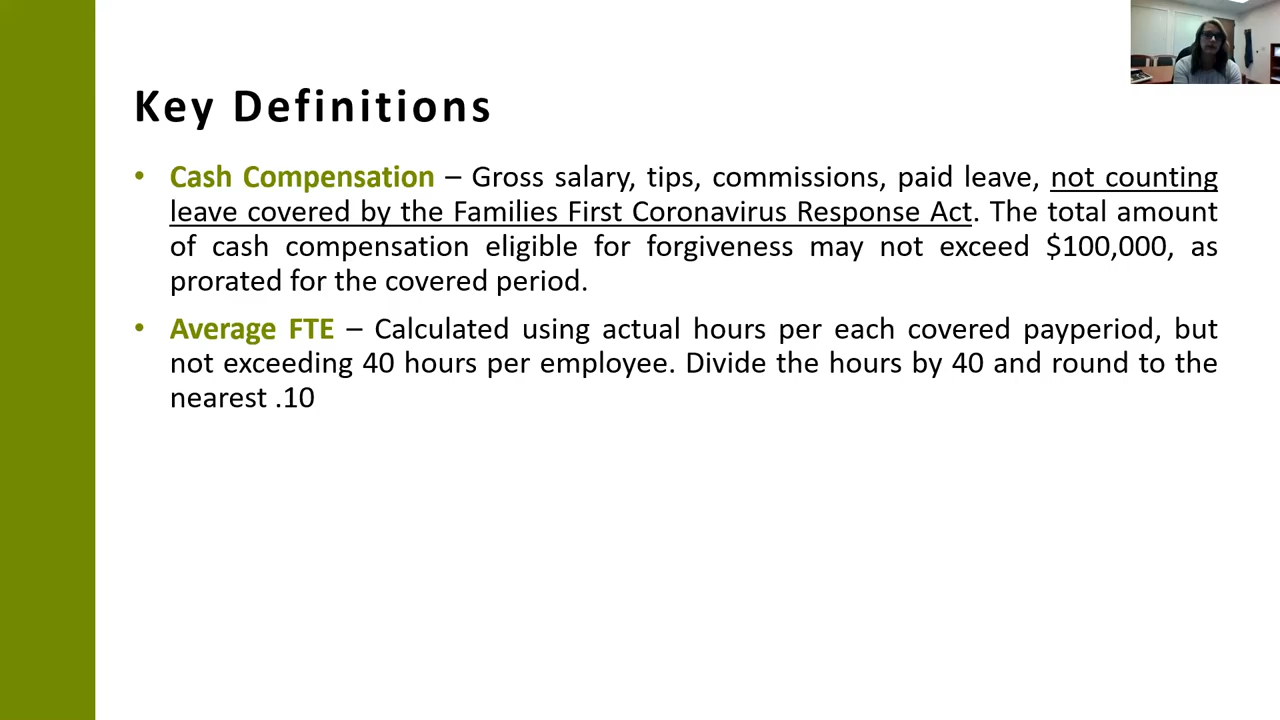 Key Definitions
• Cash Compensation – Gross salary, tips, commissions, paid leave, not counting
leave covered by the Families First Coronavirus Response Act. The total amount
of cash compensation eligible for forgiveness may not exceed $100,000, as
prorated for the covered period.
• Average FTE – Calculated using actual hours per each covered payperiod, but
not exceeding 40 hours per employee. Divide the hours by 40 and round to the
nearest .10